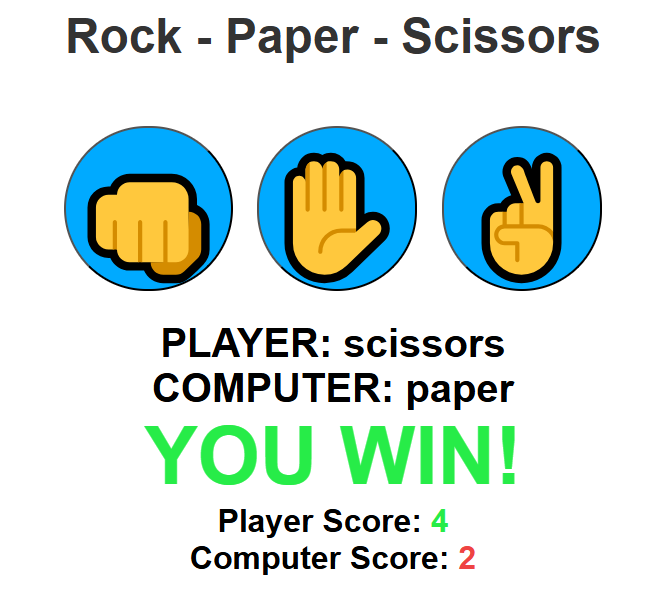 Rock - Paper - Scissors
PLAYER: scissors
COMPUTER: paper
YOU WIN!
Player Score: 4
Computer Score: 2